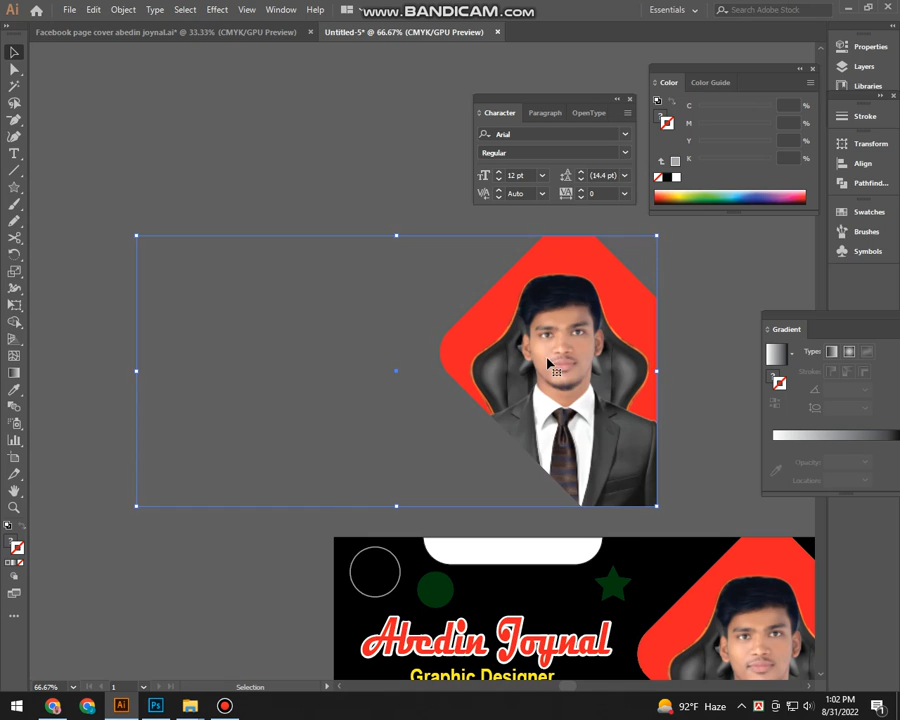 Ai
File Edit Object Type Select Effect View Window Help
www.BANDICAM.com
Essentials
Search Adobe Stock
Facebook page cover abedin joynal.ai* @ 33.33% (CMYK/GPU Preview) ×
Untitled-5* @ 66.67% (CMYK/GPU Preview) ×
Properties
Layers
Libraries
Stroke
Transform
Align
Pathfind...
Swatches
Brushes
Symbols
Color Color Guide
C %
M %
Y %
K %
Character Paragraph OpenType
Arial
Regular
12 pt (14.4 pt)
Auto 0
Gradient
Type:
Stroke:
Opacity:
Location:
Abedin Joynal
Graphic Designer
66.67% 1 Selection
Ai Ps 92°F Haze 1:02 PM
8/31/2022